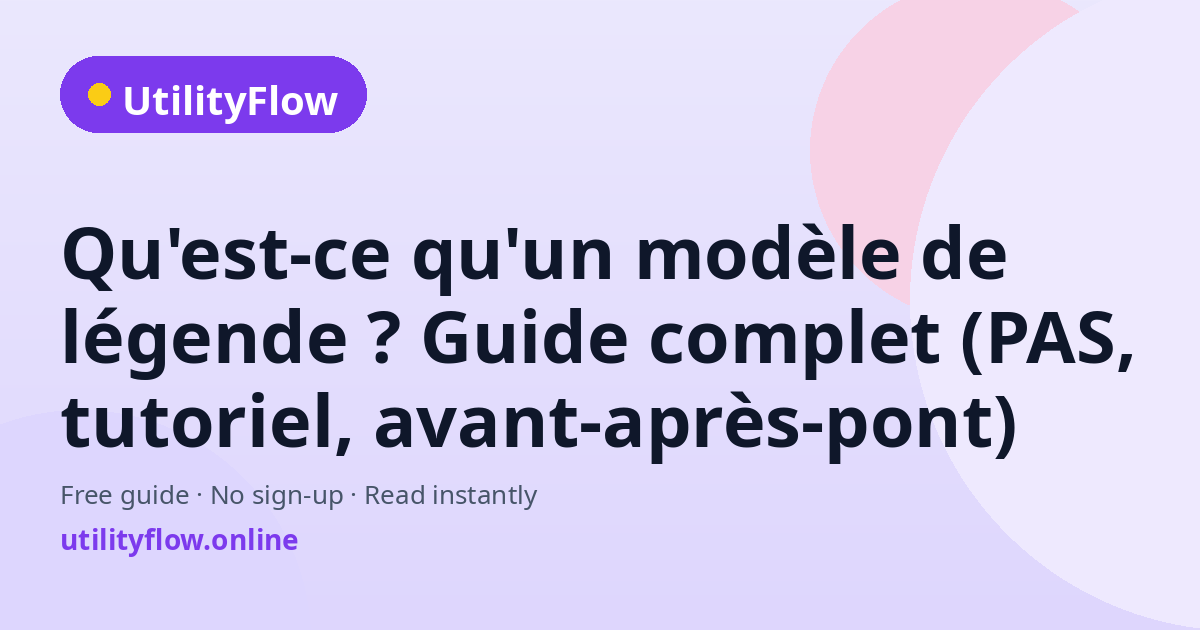 UtilityFlow
Qu'est-ce qu'un modèle de
légende ? Guide complet (PAS,
tutoriel, avant-après-pont)
Free guide · No sign-up · Read instantly
utilityflow.online